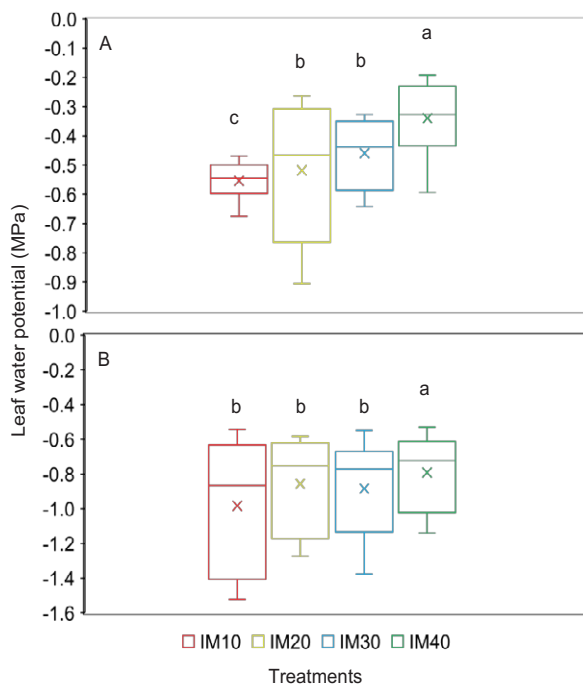 Leaf water potential (MPa)
0.0
-0.1
-0.2
-0.3
-0.4
-0.5
-0.6
-0.7
-0.8
-0.9
-1.0
A
c
b
b
a
0.0
-0.2
-0.4
-0.6
-0.8
-1.0
-1.2
-1.4
-1.6
B
b
b
b
a
IM10 IM20 IM30 IM40
Treatments